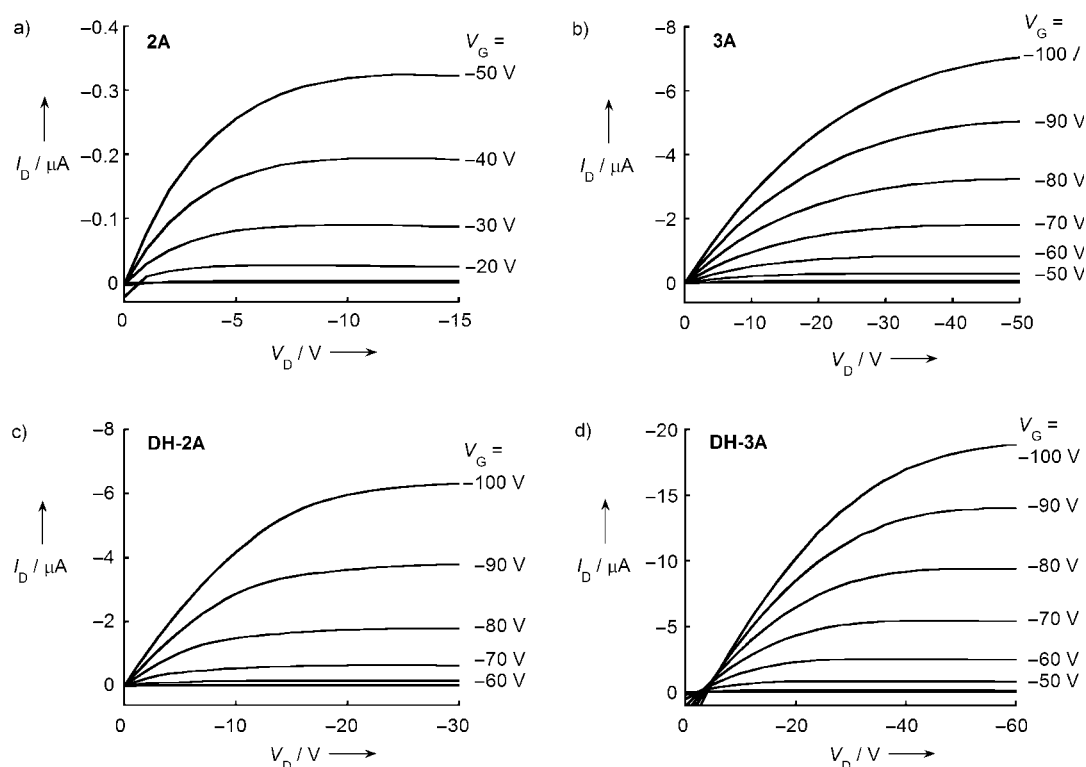 a)
2A
V_G =
–0.4
–0.3
–0.2
–0.1
0
I_D / μA
–50 V
–40 V
–30 V
–20 V
0
–5
–10
–15
V_D / V
b)
3A
V_G =
–8
–6
–4
–2
0
I_D / μA
–100 /
–90 V
–80 V
–70 V
–60 V
–50 V
0
–10
–20
–30
–40
–50
V_D / V
c)
DH-2A
V_G =
–8
–6
–4
–2
0
I_D / μA
–100 V
–90 V
–80 V
–70 V
–60 V
0
–10
–20
–30
V_D / V
d)
DH-3A
V_G =
–20
–15
–10
–5
0
I_D / μA
–100 V
–90 V
–80 V
–70 V
–60 V
–50 V
0
–20
–40
–60
V_D / V